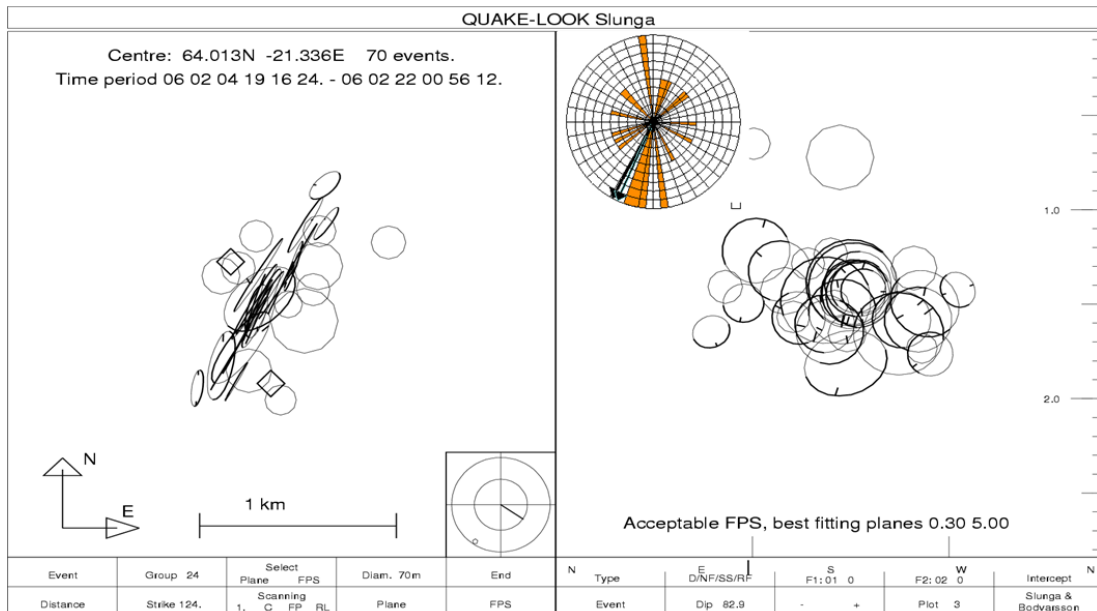 QUAKE-LOOK Slunga
Centre: 64.013N -21.336E 70 events.
Time period 06 02 04 19 16 24. - 06 02 22 00 56 12.
1.0
2.0
N
E
1 km
Acceptable FPS, best fitting planes 0.30 5.00
N E S W N
Event Group 24 Select Plane FPS Diam. 70m End Type D/NF/SS/RF F1: 01 0 F2: 02 0 Intercept
Distance Strike 124. Scanning 1. C FP RL Plane FPS Event Dip 82.9 - + Plot 3 Slunga & Bodvarsson